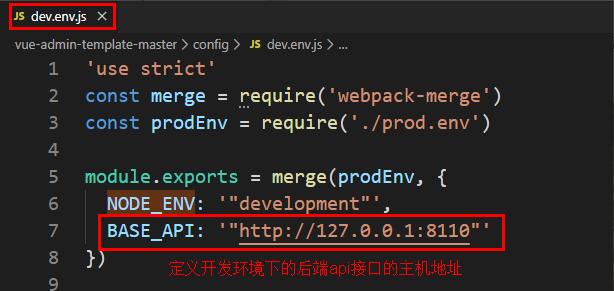 JS dev.env.js ×
vue-admin-template-master > config > JS dev.env.js > ...
1 'use strict'
2 const merge = require('webpack-merge')
3 const prodEnv = require('./prod.env')
4
5 module.exports = merge(prodEnv, {
6 NODE_ENV: '"development"',
7 BASE_API: '"http://127.0.0.1:8110"'
8 })
定义开发环境下的后端api接口的主机地址